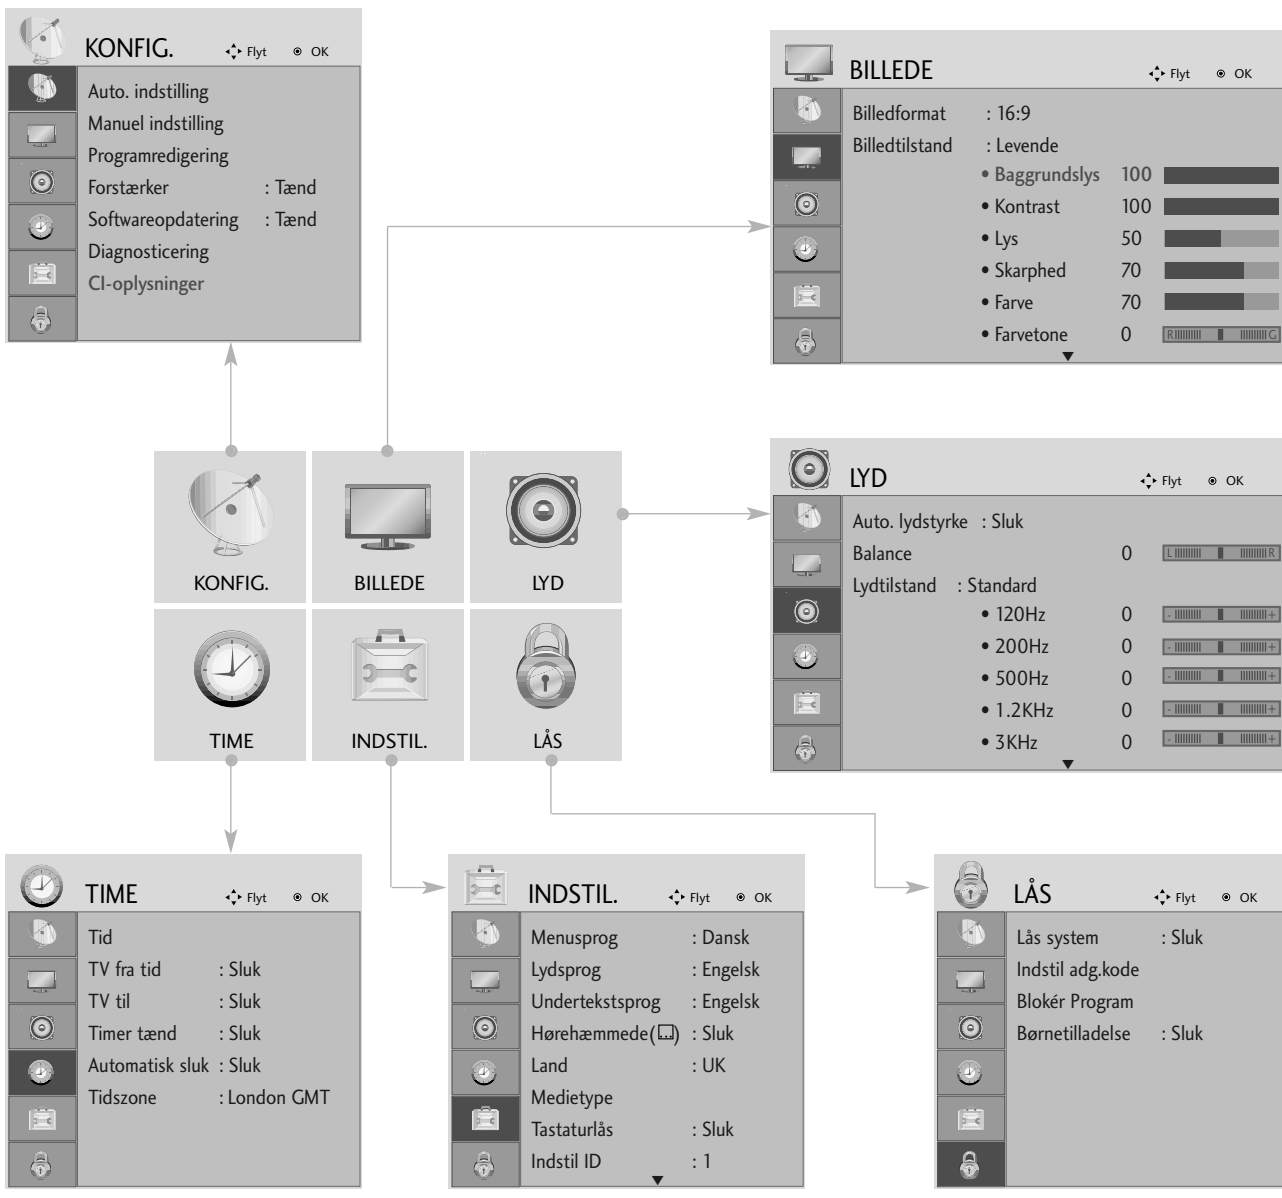 KONFIG.
Flyt OK
Auto. indstilling
Manuel indstilling
Programredigering
Forstærker : Tænd
Softwareopdatering : Tænd
Diagnosticering
CI-oplysninger
BILLEDE
Flyt OK
Billedformat : 16:9
Billedtilstand : Levende
• Baggrundslys 100
• Kontrast 100
• Lys 50
• Skarphed 70
• Farve 70
• Farvetone 0 R G
KONFIG.
BILLEDE
LYD
TIME
INDSTIL.
LÅS
LYD
Flyt OK
Auto. lydstyrke : Sluk
Balance 0 L R
Lydtilstand : Standard
• 120Hz 0 - +
• 200Hz 0 - +
• 500Hz 0 - +
• 1.2KHz 0 - +
• 3KHz 0 - +
TIME
Flyt OK
Tid
TV fra tid : Sluk
TV til : Sluk
Timer tænd : Sluk
Automatisk sluk : Sluk
Tidszone : London GMT
INDSTIL.
Flyt OK
Menusprog : Dansk
Lydsprog : Engelsk
Undertekstsprog : Engelsk
Hørehæmmede( ) : Sluk
Land : UK
Medietype
Tastaturlås : Sluk
Indstil ID : 1
LÅS
Flyt OK
Lås system : Sluk
Indstil adg.kode
Blokér Program
Børnetilladelse : Sluk